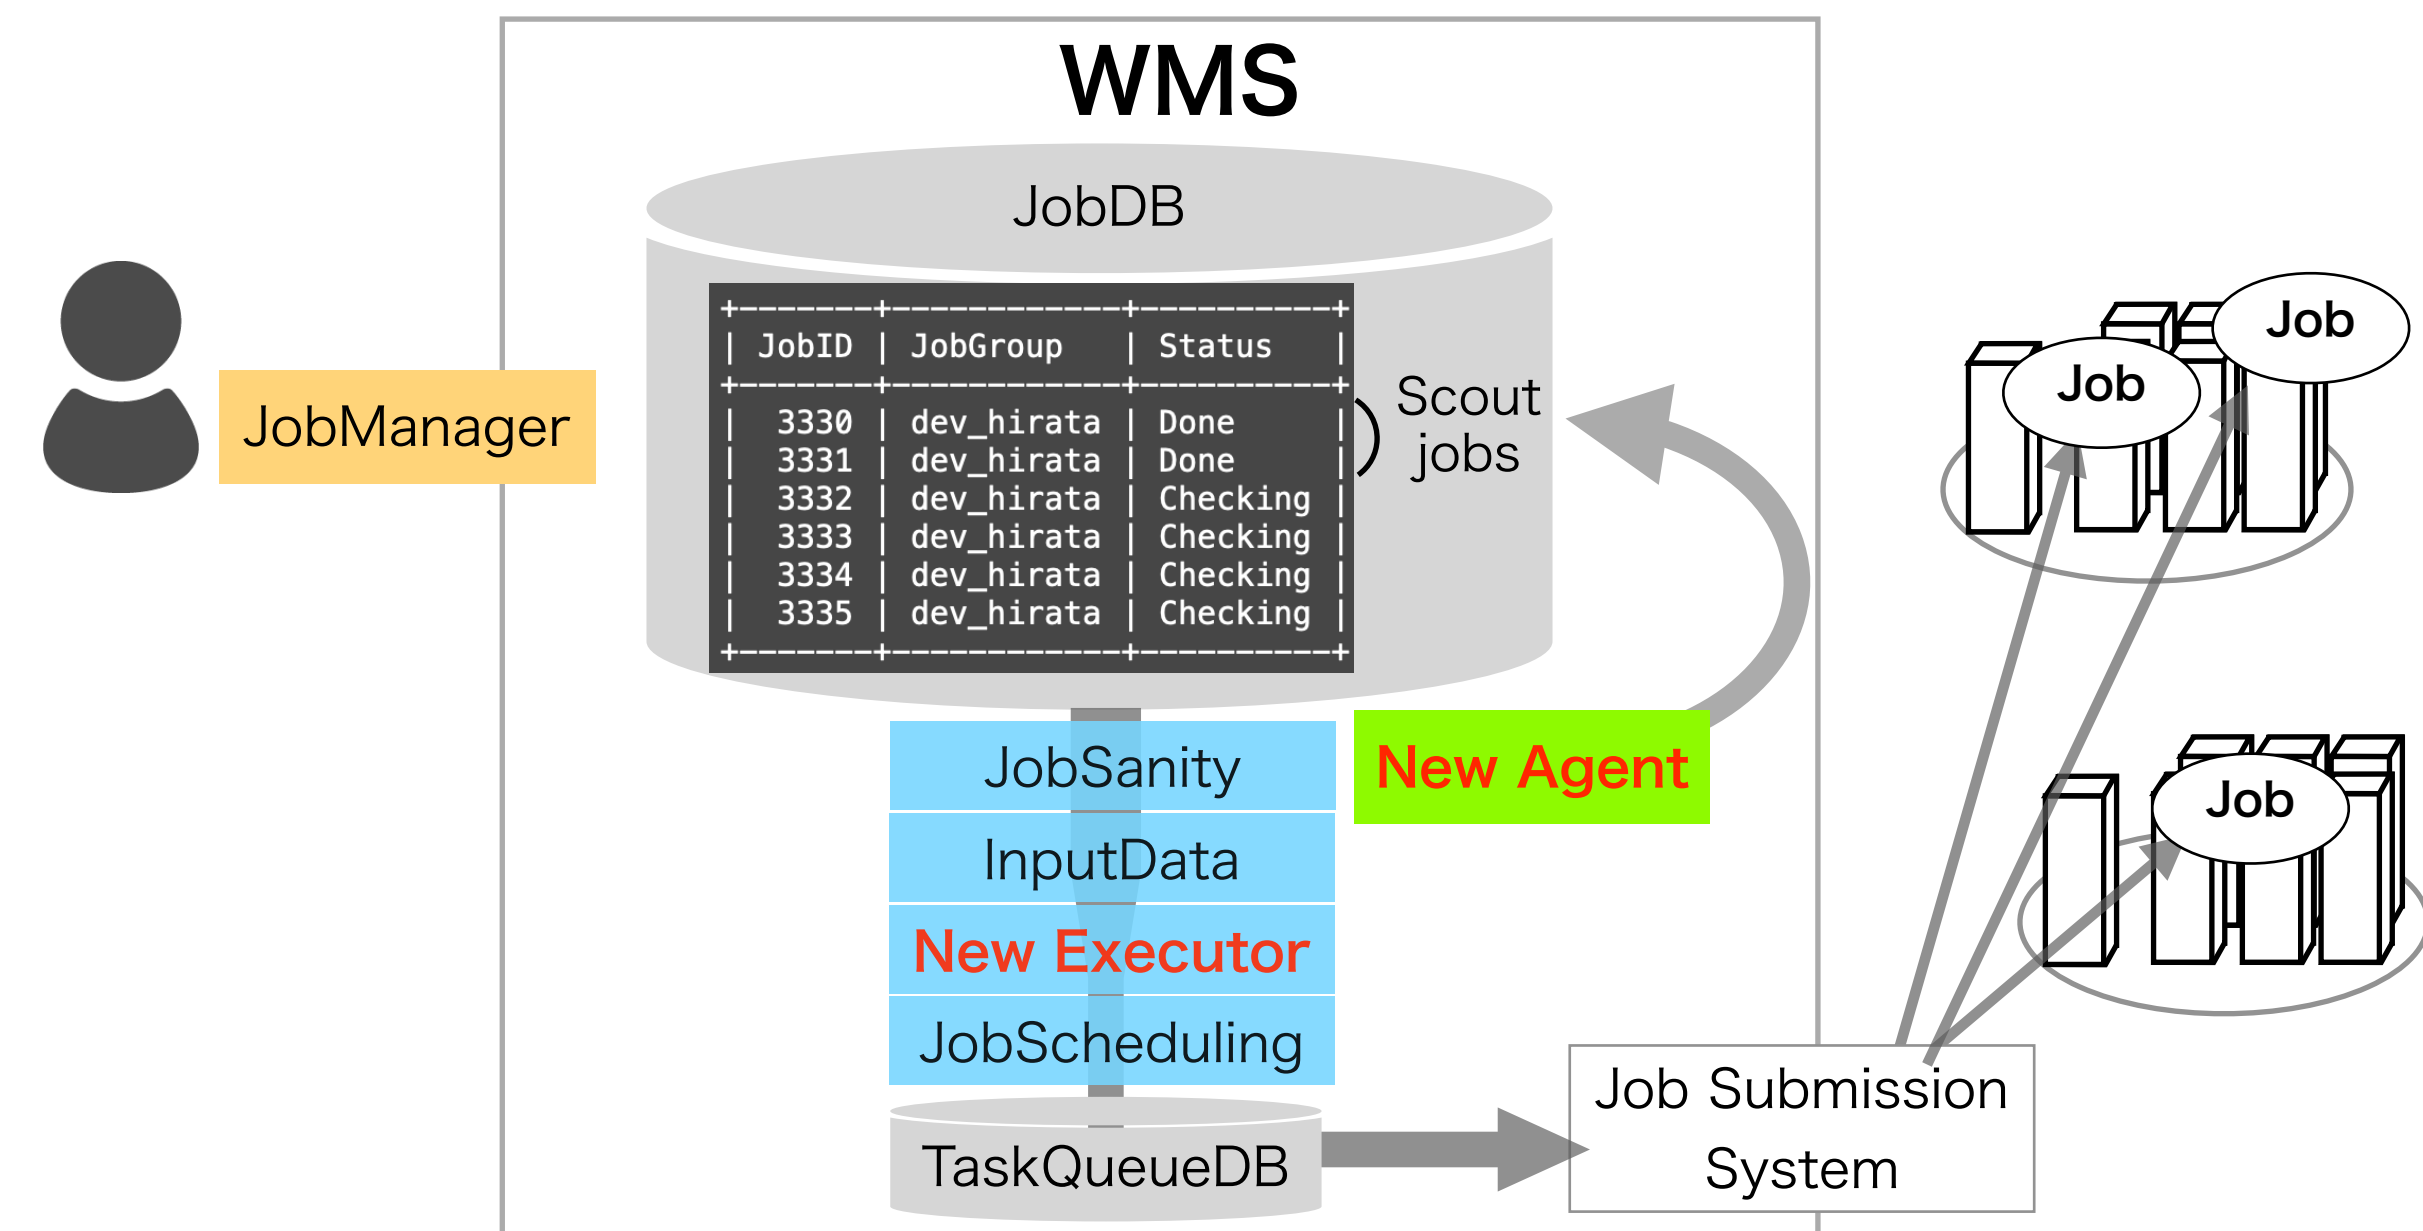 WMS
JobDB
JobManager
+-------+------------+----------+
| JobID | JobGroup   | Status   |
+-------+------------+----------+
|  3330 | dev_hirata | Done     |
|  3331 | dev_hirata | Done     |
|  3332 | dev_hirata | Checking |
|  3333 | dev_hirata | Checking |
|  3334 | dev_hirata | Checking |
|  3335 | dev_hirata | Checking |
+-------+------------+----------+
Scout
jobs
JobSanity
InputData
New Executor
JobScheduling
New Agent
TaskQueueDB
Job Submission
System
Job
Job
Job